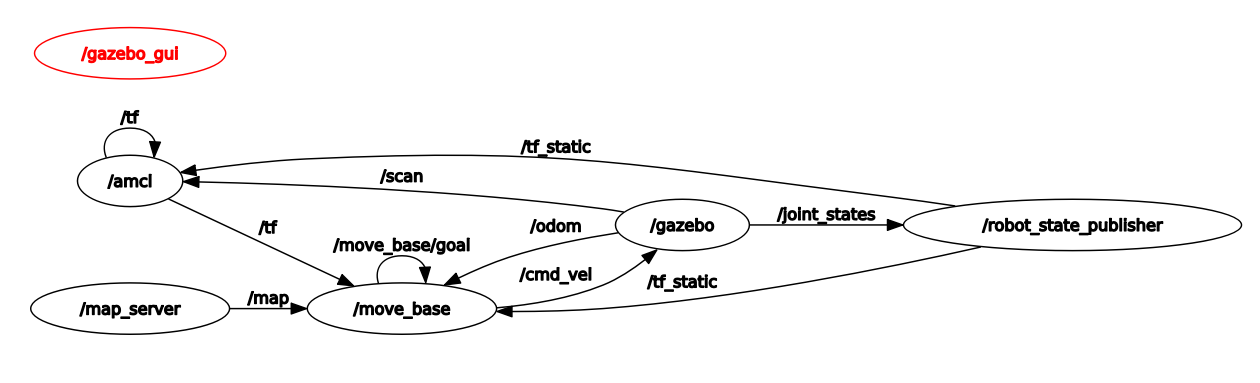 /gazebo_gui
/tf
/tf_static
/scan
/amcl
/joint_states
/odom
/gazebo
/robot_state_publisher
/tf
/move_base/goal
/cmd_vel
/tf_static
/map
/map_server
/move_base